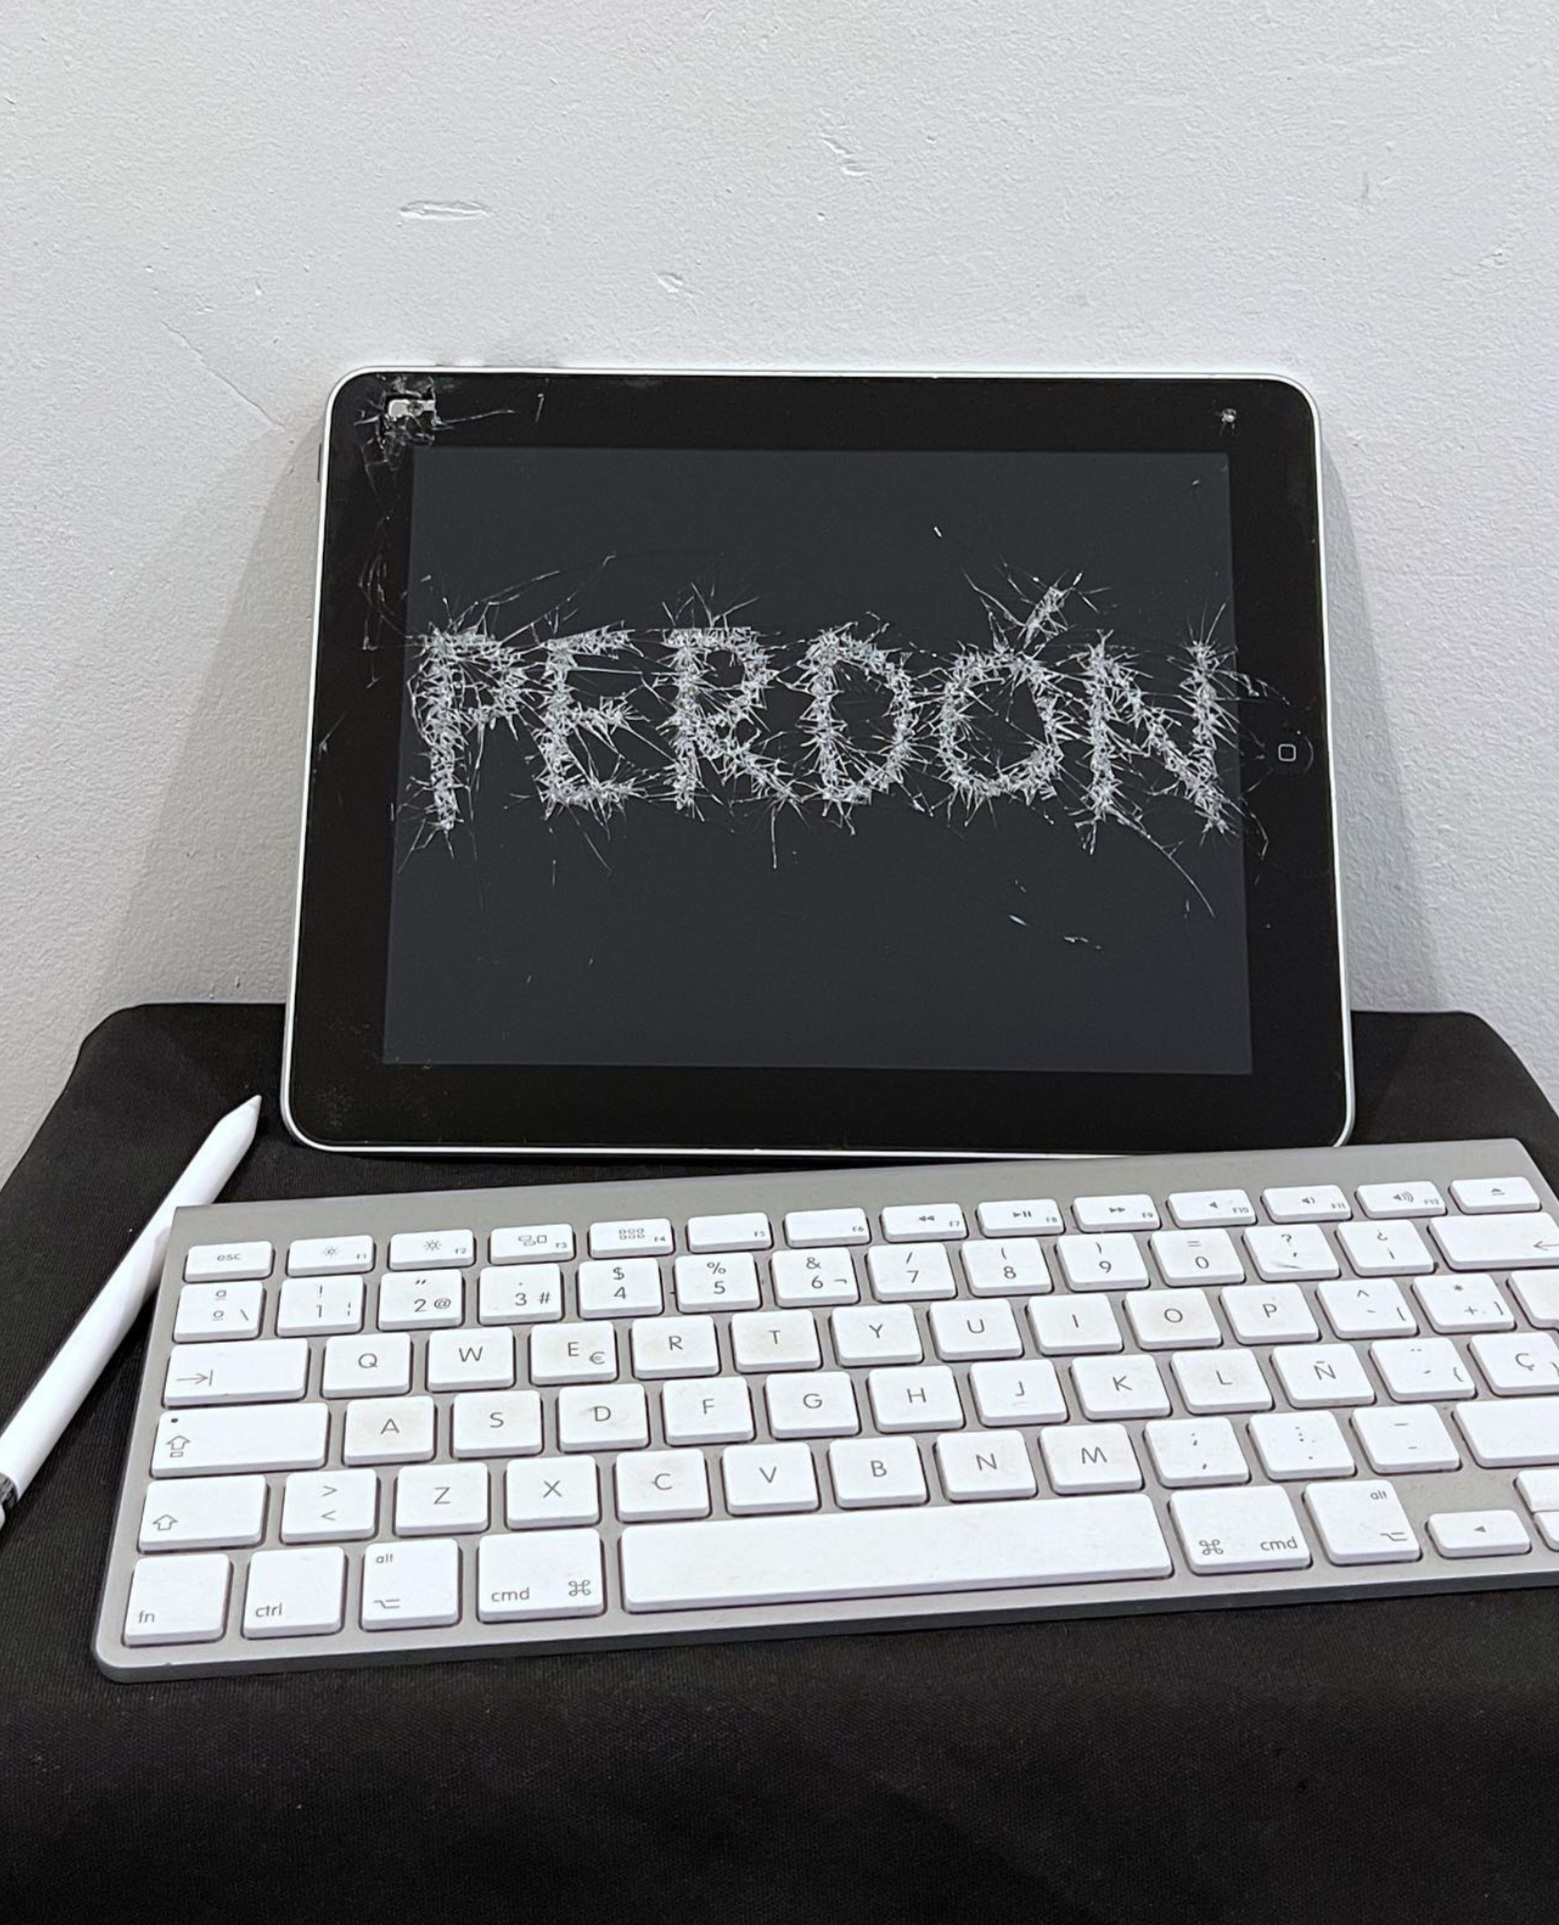 PERDÓN
esc F1 F2 F3 F4 F5 F6 F7 F8 F9 F10 F11 F12
ª º \ ! 1 | " 2 @ · 3 # $ 4 % 5 & 6 ¬ / 7 ( 8 ) 9 = 0 ? ' ¿ ¡
Q W E € R T Y U I O P ^ ` [ * + ]
A S D F G H J K L Ñ ¨ ´ { Ç
> < Z X C V B N M ; , : . _ -
fn ctrl alt cmd cmd alt